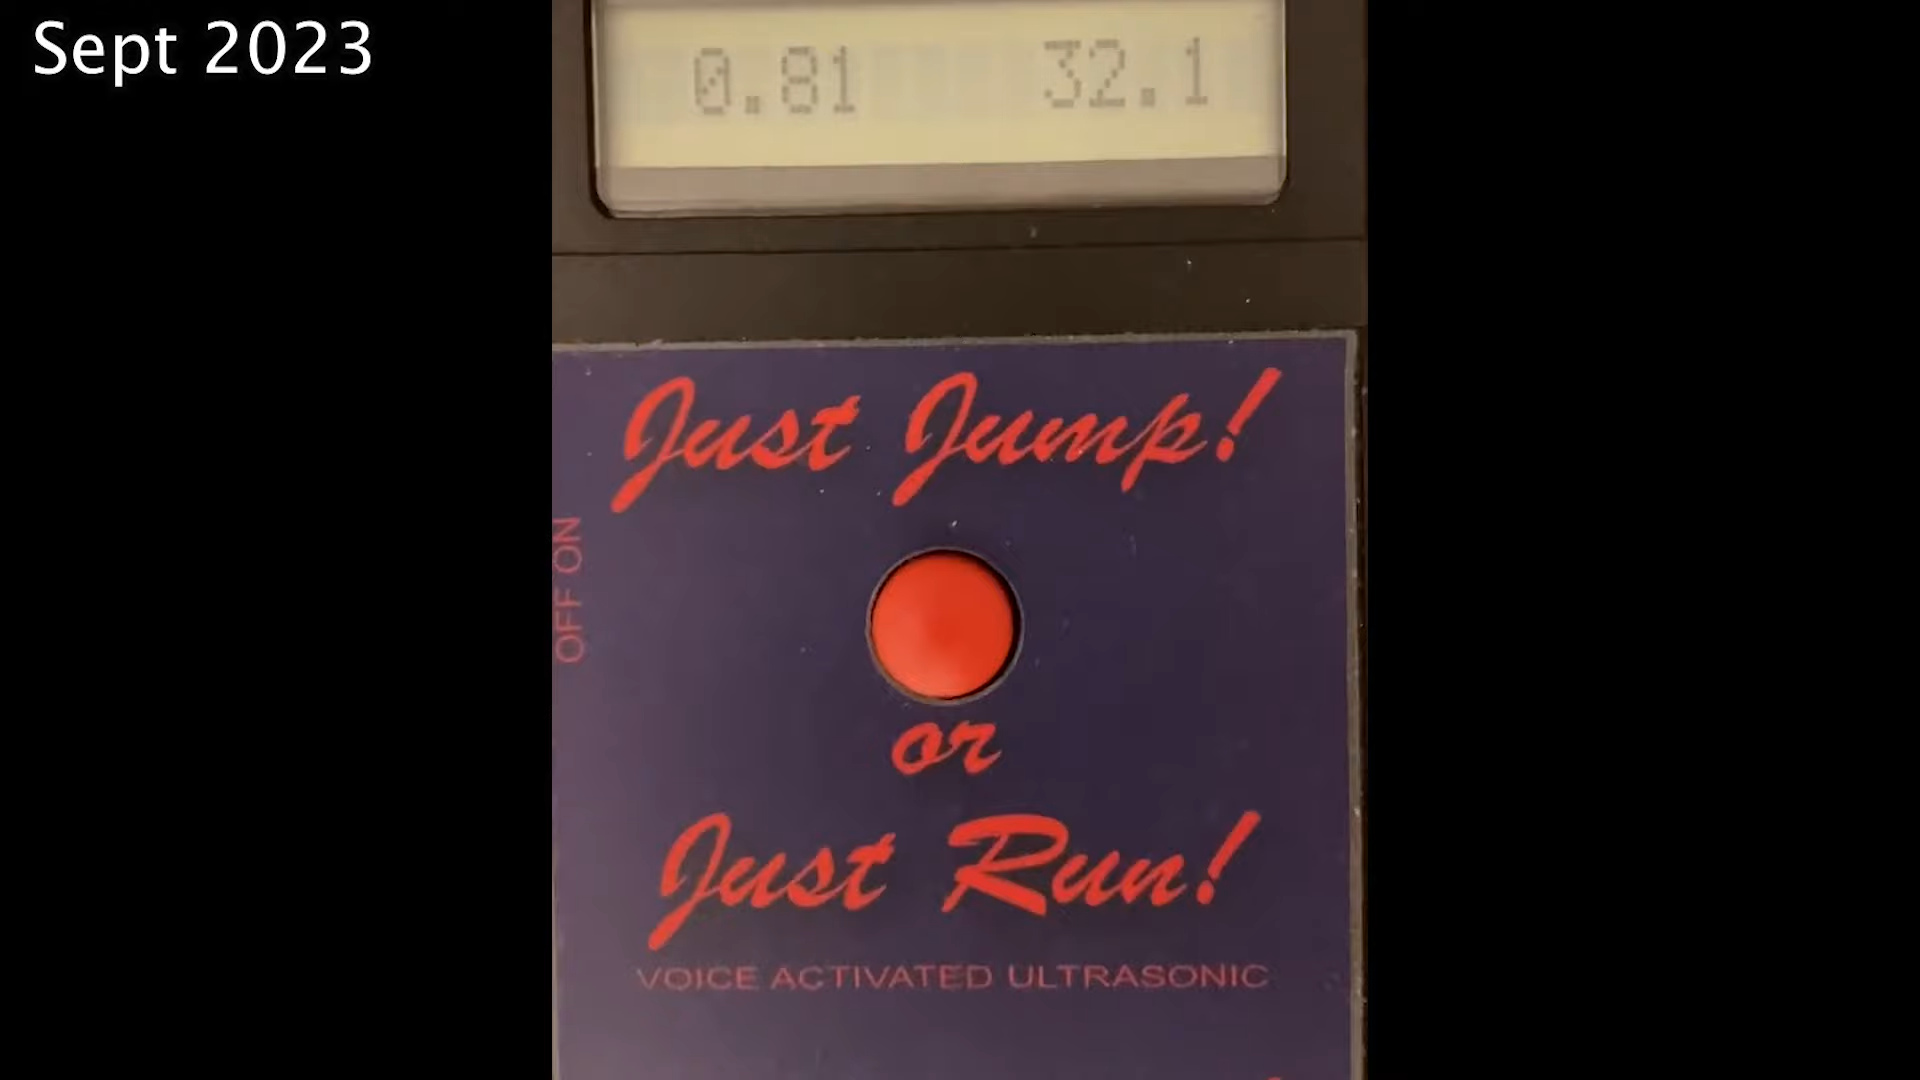 Sept 2023
0.81 32.1
Just Jump!
OFF ON
or
Just Run!
VOICE ACTIVATED ULTRASONIC